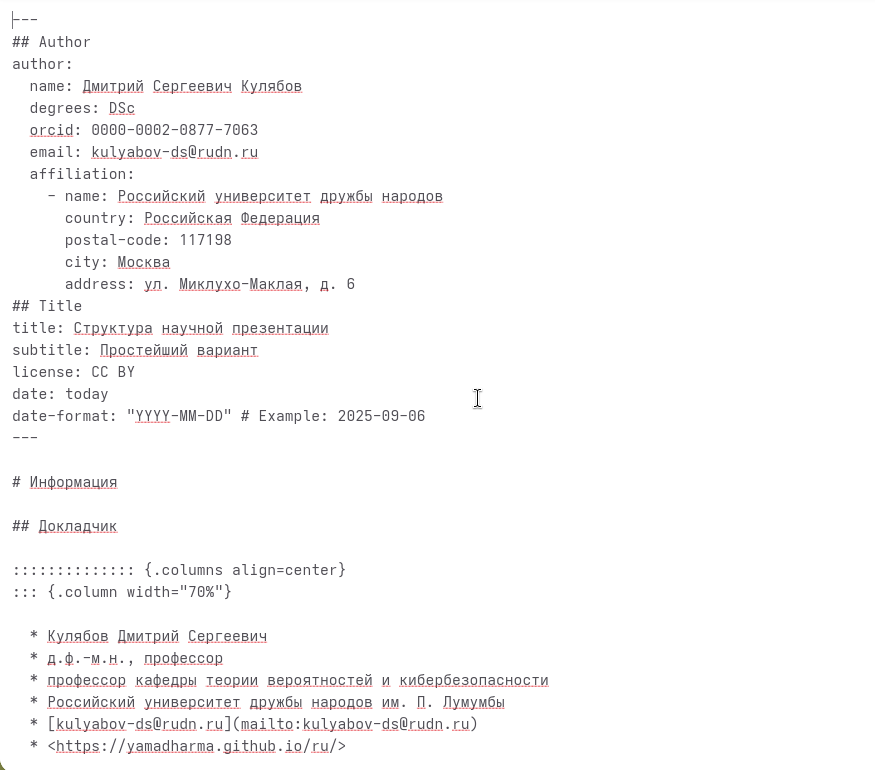 ---
## Author
author:
  name: Дмитрий Сергеевич Кулябов
  degrees: DSc
  orcid: 0000-0002-0877-7063
  email: kulyabov-ds@rudn.ru
  affiliation:
    - name: Российский университет дружбы народов
      country: Российская Федерация
      postal-code: 117198
      city: Москва
      address: ул. Миклухо-Маклая, д. 6
## Title
title: Структура научной презентации
subtitle: Простейший вариант
license: CC BY
date: today
date-format: "YYYY-MM-DD" # Example: 2025-09-06
---

# Информация

## Докладчик

:::::::::::::: {.columns align=center}
::: {.column width="70%"}

  * Кулябов Дмитрий Сергеевич
  * д.ф.-м.н., профессор
  * профессор кафедры теории вероятностей и кибербезопасности
  * Российский университет дружбы народов им. П. Лумумбы
  * [kulyabov-ds@rudn.ru](mailto:kulyabov-ds@rudn.ru)
  * <https://yamadharma.github.io/ru/>